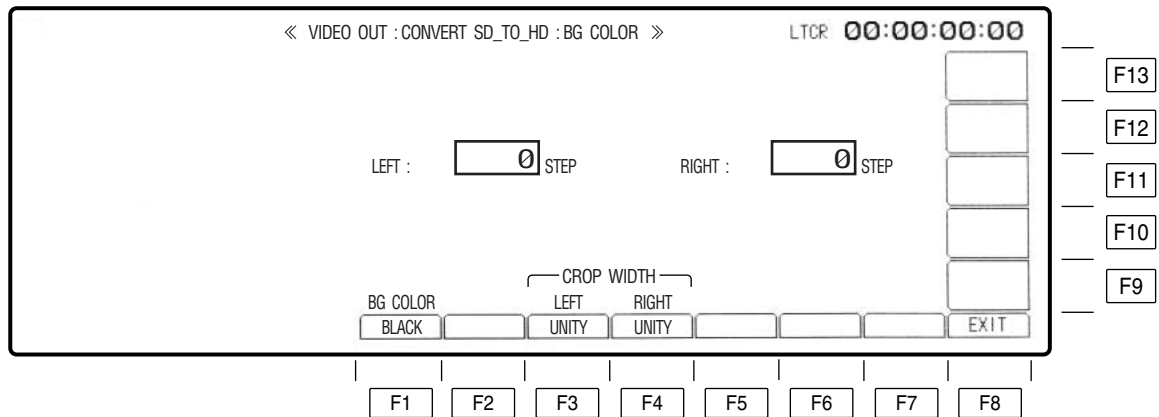 ≪ VIDEO OUT : CONVERT SD_TO_HD : BG COLOR ≫ LTCR 00:00:00:00
F13
F12
LEFT : 0 STEP RIGHT : 0 STEP
F11
F10
CROP WIDTH
F9
BG COLOR LEFT RIGHT
BLACK UNITY UNITY EXIT
F1 F2 F3 F4 F5 F6 F7 F8